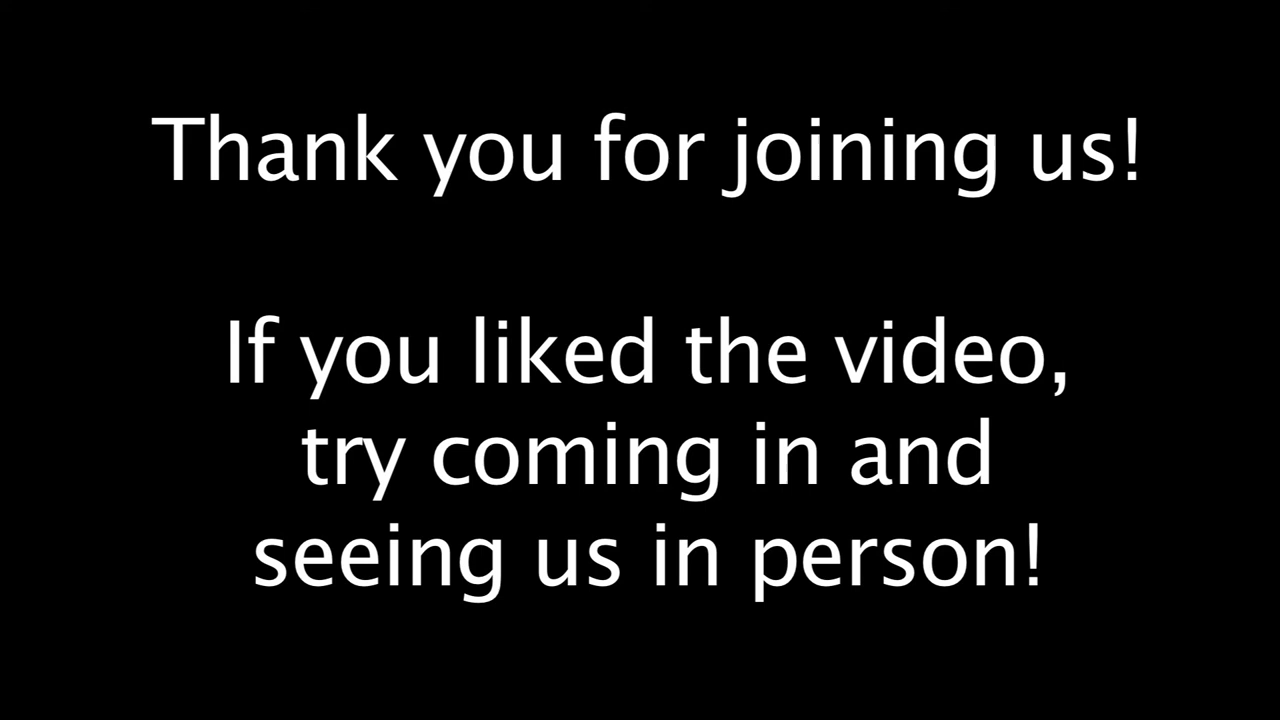 Thank you for joining us!
If you liked the video,
try coming in and
seeing us in person!